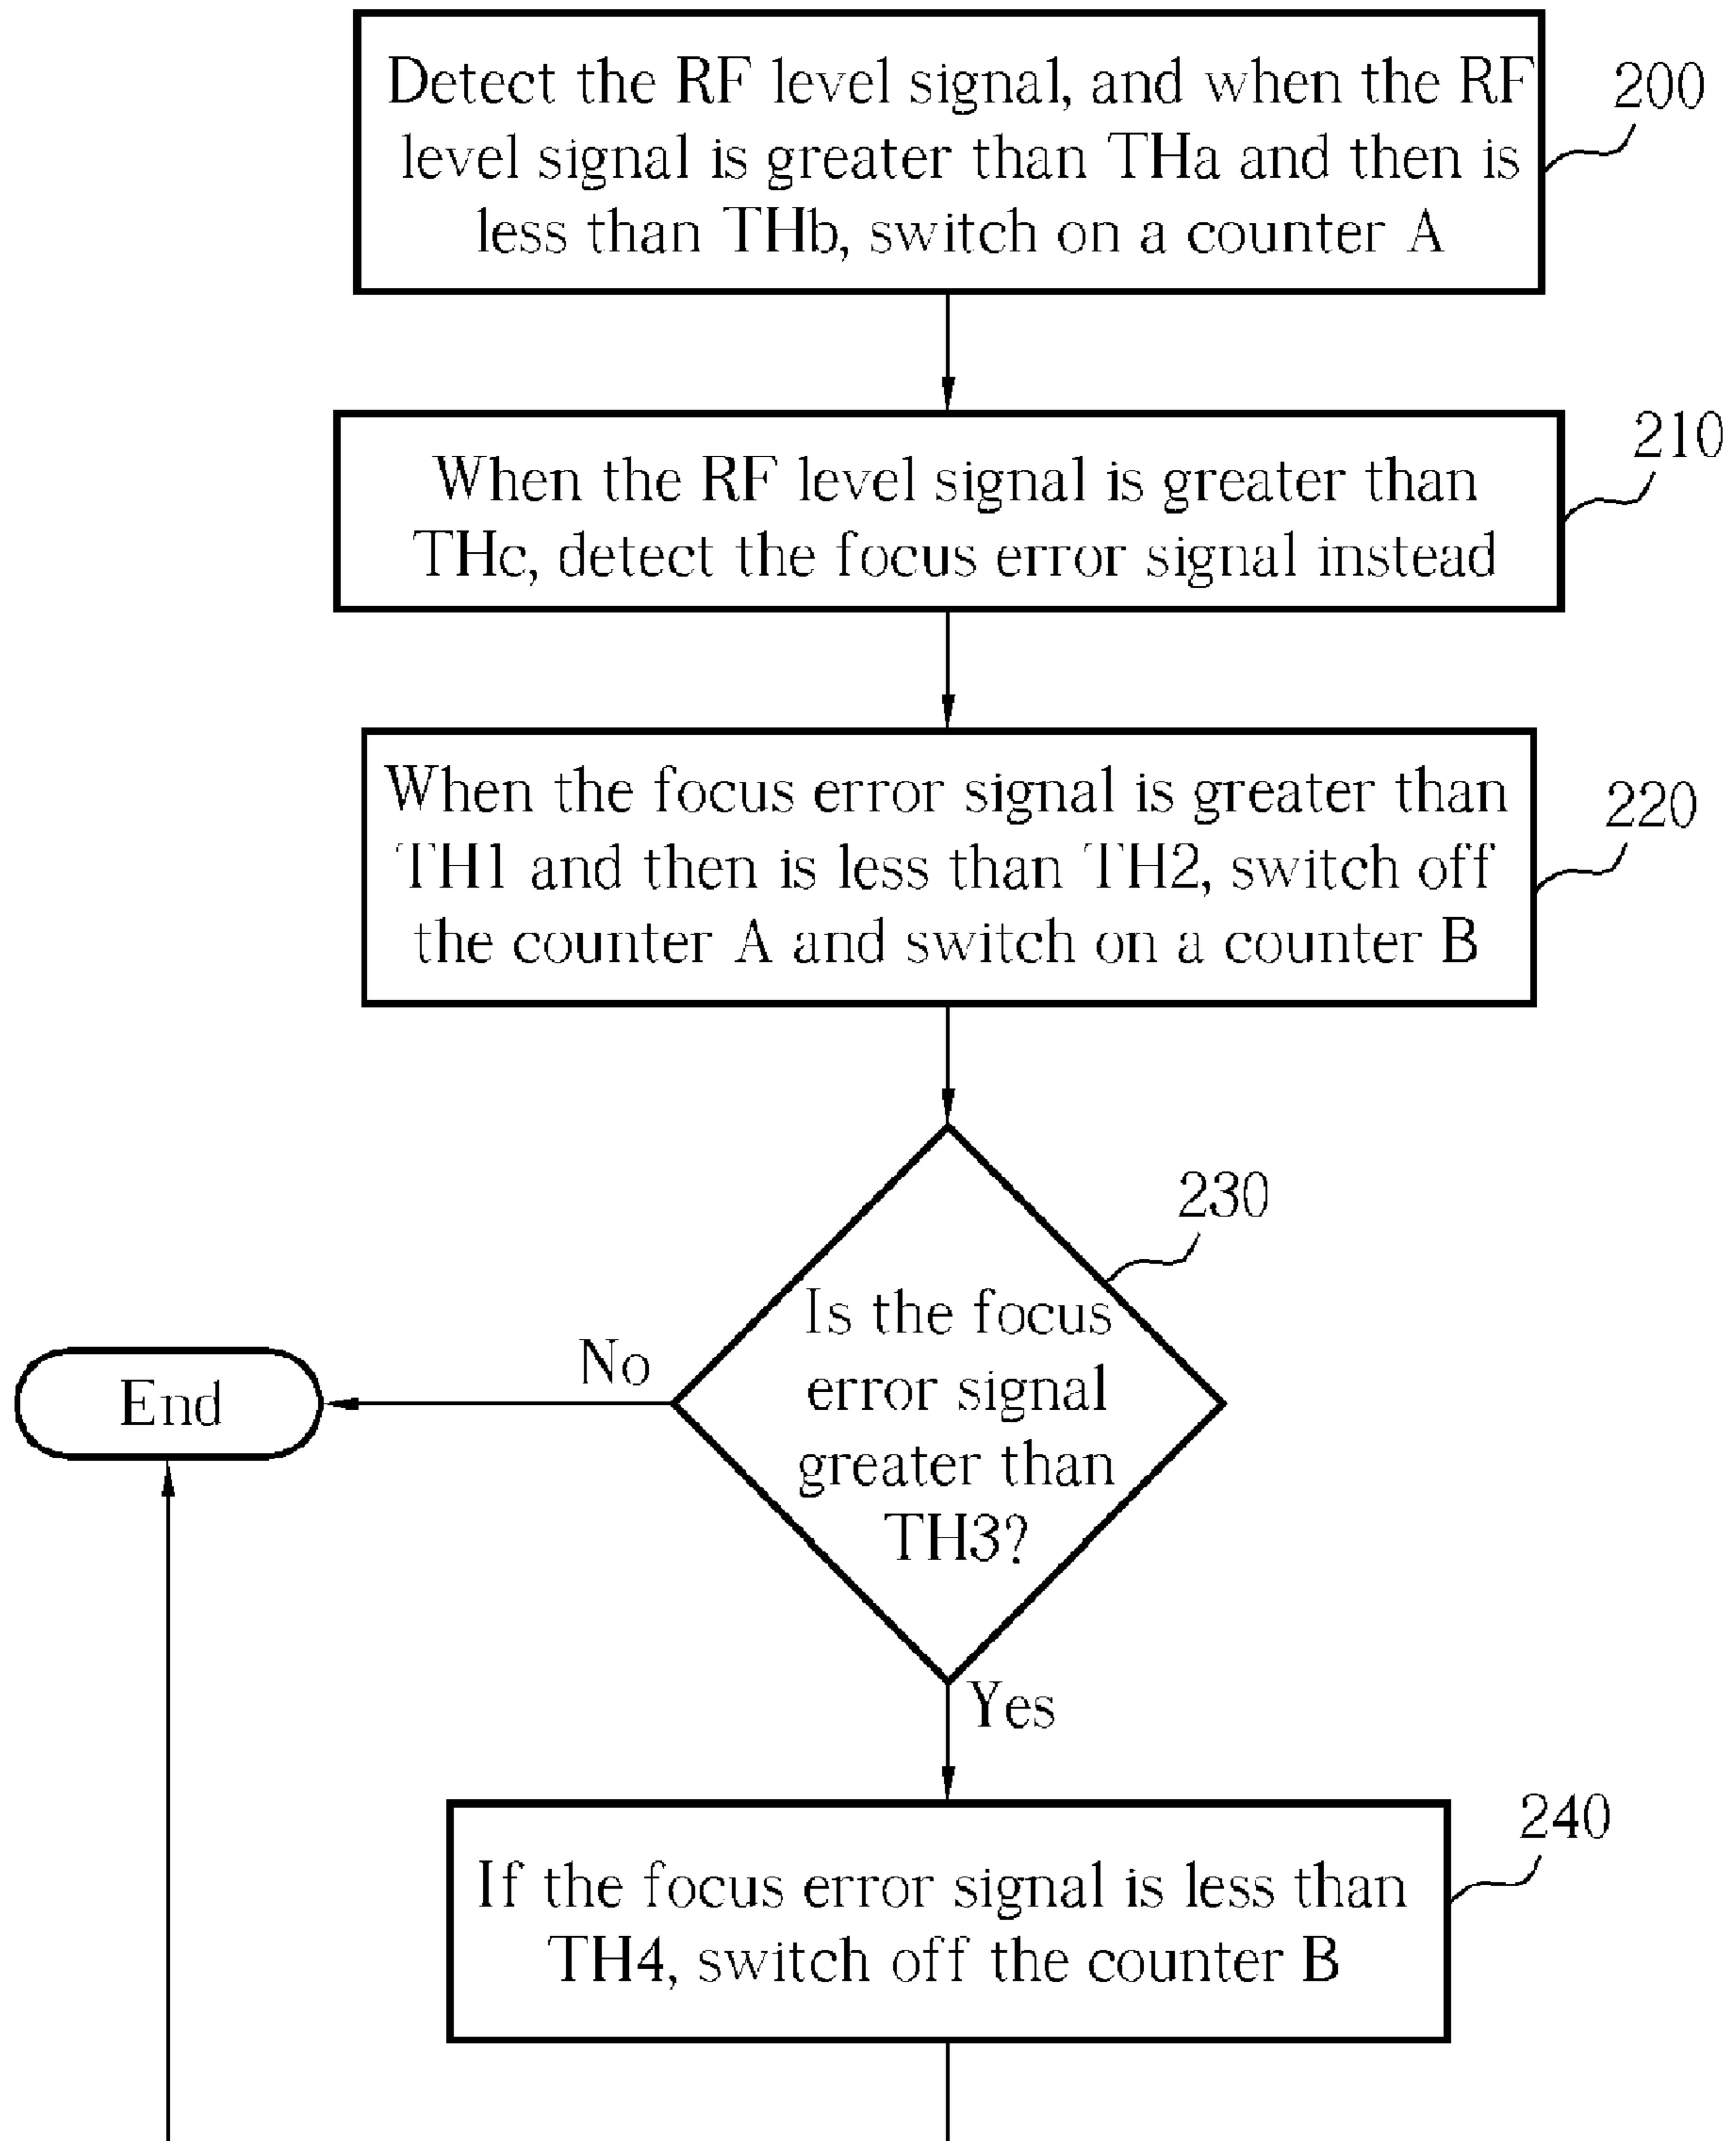 Detect the RF level signal, and when the RF
level signal is greater than THa and then is
less than THb, switch on a counter A
200
When the RF level signal is greater than
THc, detect the focus error signal instead
210
When the focus error signal is greater than
TH1 and then is less than TH2, switch off
the counter A and switch on a counter B
220
230
Is the focus
error signal
greater than
TH3?
No
End
Yes
If the focus error signal is less than
TH4, switch off the counter B
240